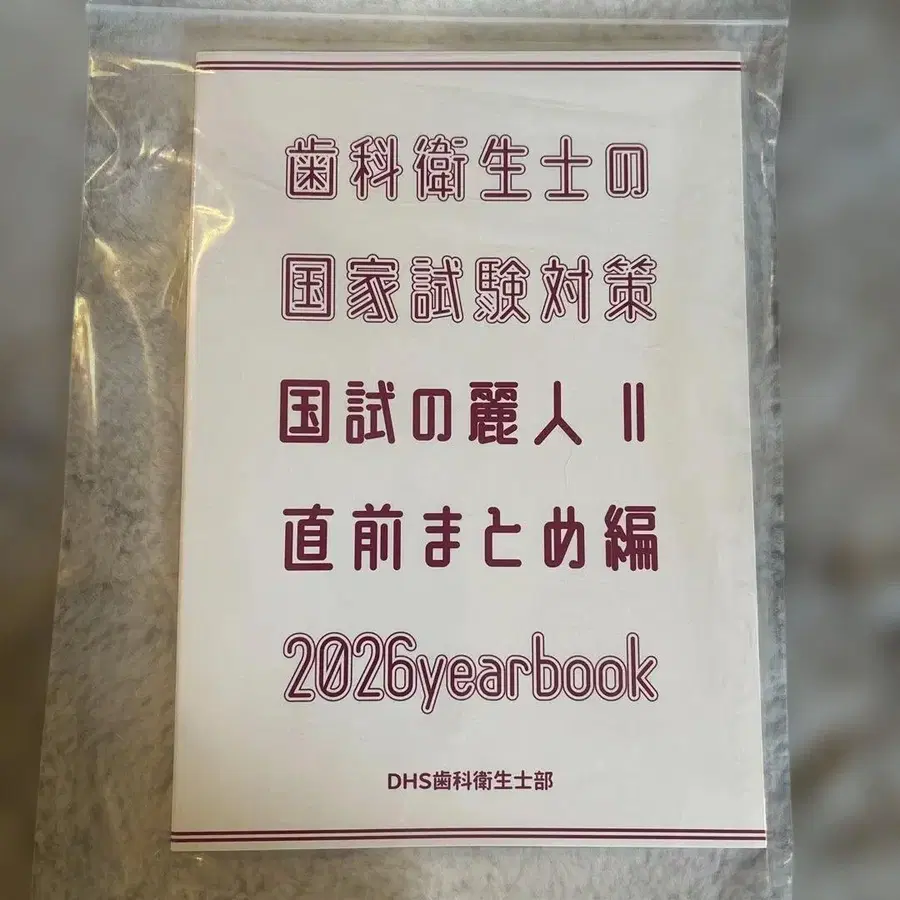 歯科衛生士の
国家試験対策
国試の麗人 II
直前まとめ編
2026yearbook
DHS歯科衛生士部